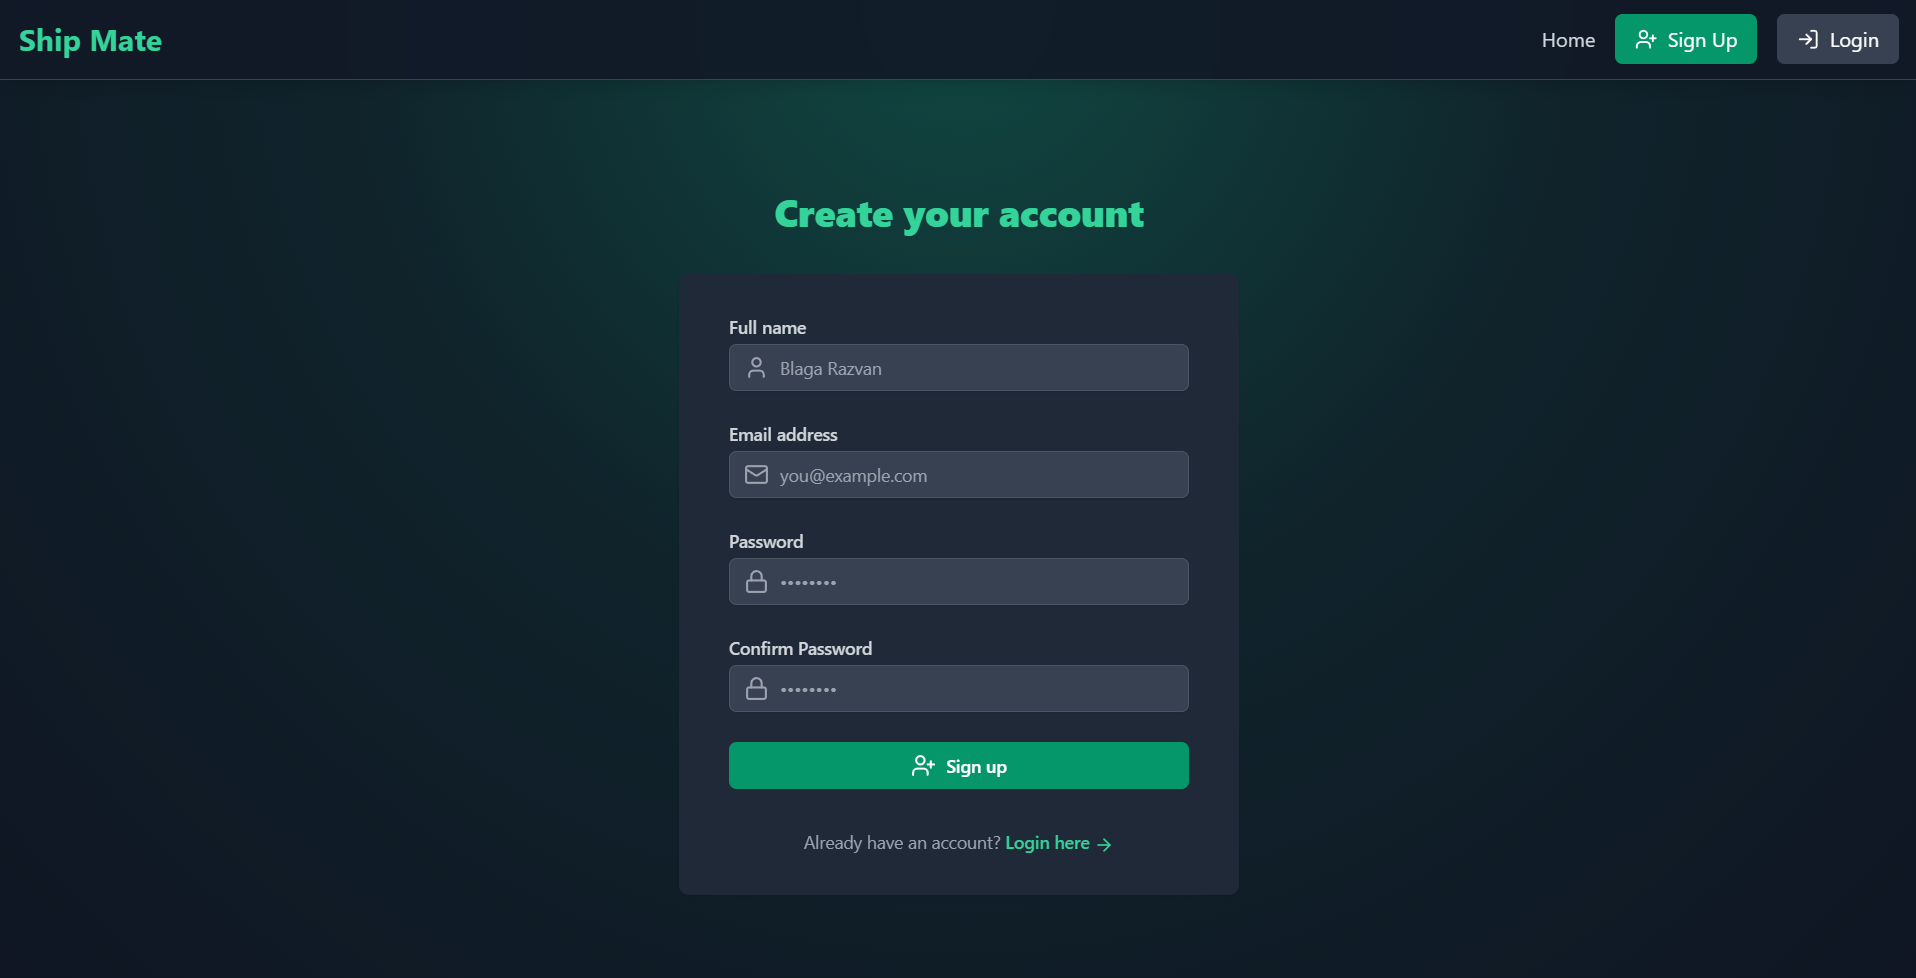 Ship Mate
Home
Sign Up
Login
Create your account
Full name
Blaga Razvan
Email address
you@example.com
Password
••••••••
Confirm Password
••••••••
Sign up
Already have an account? Login here →